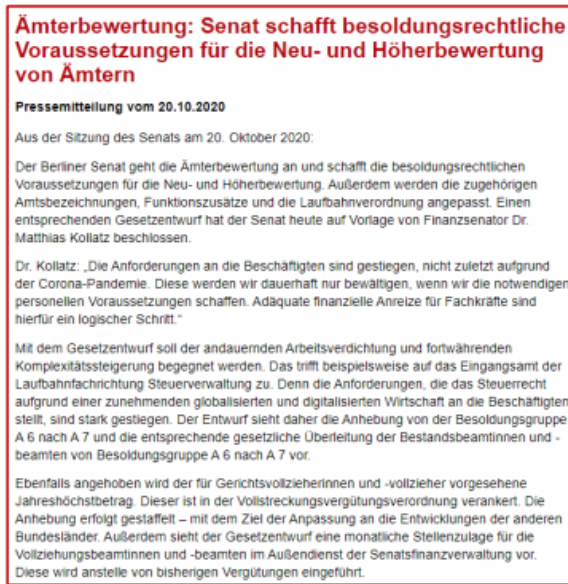 Ämterbewertung: Senat schafft besoldungsrechtliche
Voraussetzungen für die Neu- und Höherbewertung
von Ämtern
Pressemitteilung vom 20.10.2020
Aus der Sitzung des Senats am 20. Oktober 2020:
Der Berliner Senat geht die Ämterbewertung an und schafft die besoldungsrechtlichen
Voraussetzungen für die Neu- und Höherbewertung. Außerdem werden die zugehörigen
Amtsbezeichnungen, Funktionszusätze und die Laufbahnverordnung angepasst. Einen
entsprechenden Gesetzentwurf hat der Senat heute auf Vorlage von Finanzsenator Dr.
Matthias Kollatz beschlossen.
Dr. Kollatz: „Die Anforderungen an die Beschäftigten sind gestiegen, nicht zuletzt aufgrund
der Corona-Pandemie. Diese werden wir dauerhaft nur bewältigen, wenn wir die notwendigen
personellen Voraussetzungen schaffen. Adäquate finanzielle Anreize für Fachkräfte sind
hierfür ein logischer Schritt.“
Mit dem Gesetzentwurf soll der andauernden Arbeitsverdichtung und fortwährenden
Komplexitätssteigerung begegnet werden. Das trifft beispielsweise auf das Eingangsamt der
Laufbahnfachrichtung Steuerverwaltung zu. Denn die Anforderungen, die das Steuerrecht
aufgrund einer zunehmenden globalisierten und digitalisierten Wirtschaft an die Beschäftigten
stellt, sind stark gestiegen. Der Entwurf sieht daher die Anhebung von der Besoldungsgruppe
A 6 nach A 7 und die entsprechende gesetzliche Überleitung der Bestandsbeamtinnen und -
beamten von Besoldungsgruppe A 6 nach A 7 vor.
Ebenfalls angehoben wird der für Gerichtsvollzieherinnen und -vollzieher vorgesehene
Jahreshöchstbetrag. Dieser ist in der Vollstreckungsvergütungsverordnung verankert. Die
Anhebung erfolgt gestaffelt – mit dem Ziel der Anpassung an die Entwicklungen der anderen
Bundesländer. Außerdem sieht der Gesetzentwurf eine monatliche Stellenzulage für die
Vollziehungsbeamtinnen und -beamten im Außendienst der Senatsfinanzverwaltung vor.
Diese wird anstelle von bisherigen Vergütungen eingeführt.